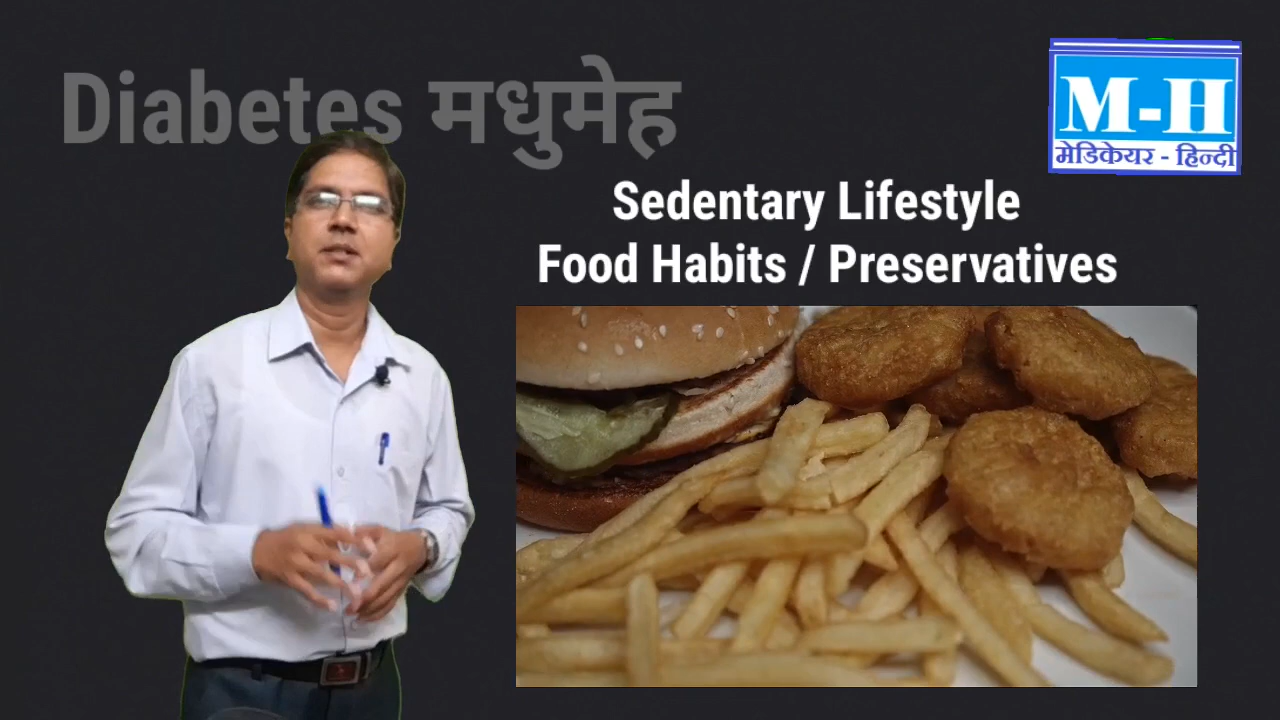 Diabetes मधुमेह
M-H
मेडिकेयर - हिन्दी
Sedentary Lifestyle
Food Habits / Preservatives